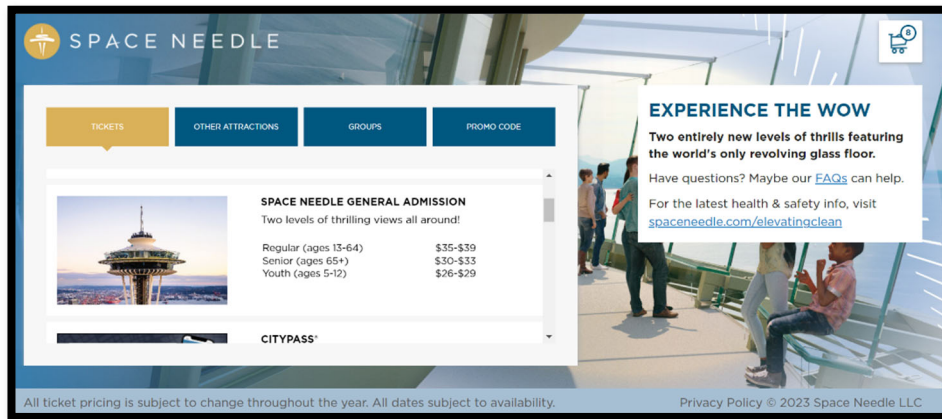 SPACE NEEDLE
8
TICKETS
OTHER ATTRACTIONS
GROUPS
PROMO CODE
SPACE NEEDLE GENERAL ADMISSION
Two levels of thrilling views all around!
Regular (ages 13-64) $35-$39
Senior (ages 65+) $30-$33
Youth (ages 5-12) $26-$29
CITYPASS®
EXPERIENCE THE WOW
Two entirely new levels of thrills featuring
the world's only revolving glass floor.
Have questions? Maybe our FAQs can help.
For the latest health & safety info, visit
spaceneedle.com/elevatingclean
All ticket pricing is subject to change throughout the year. All dates subject to availability.
Privacy Policy © 2023 Space Needle LLC